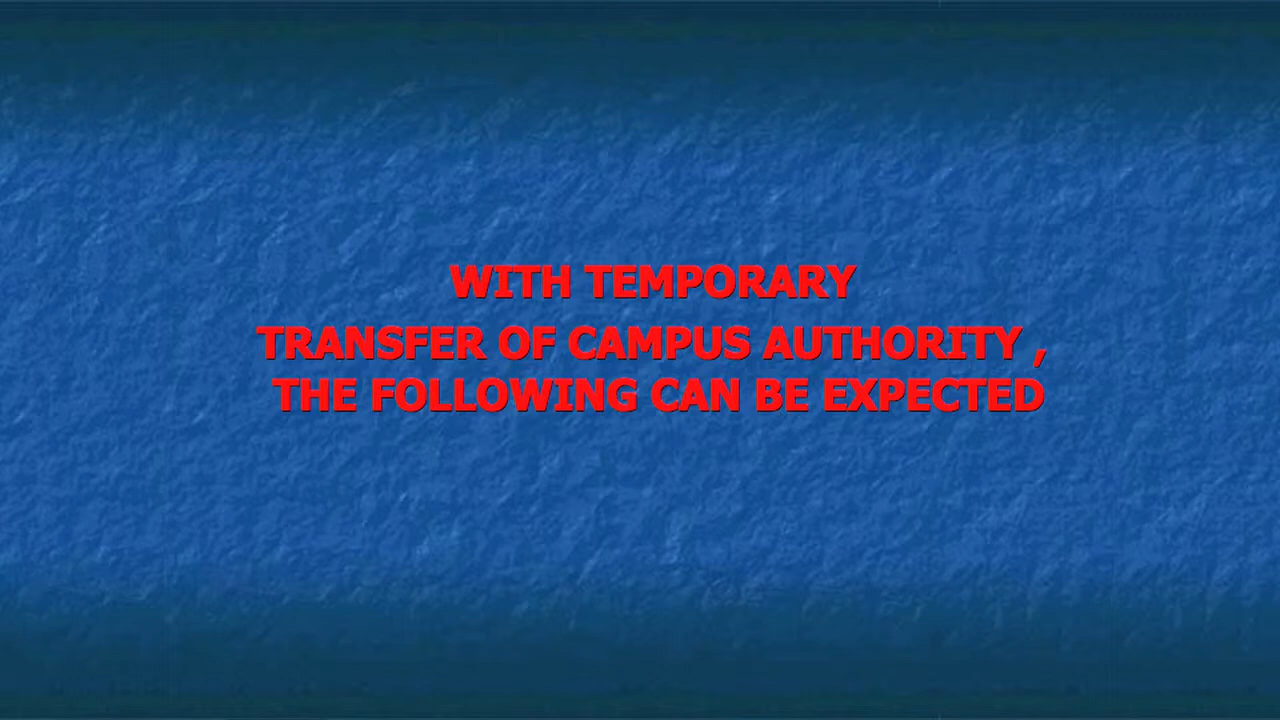 WITH TEMPORARY
TRANSFER OF CAMPUS AUTHORITY ,
THE FOLLOWING CAN BE EXPECTED